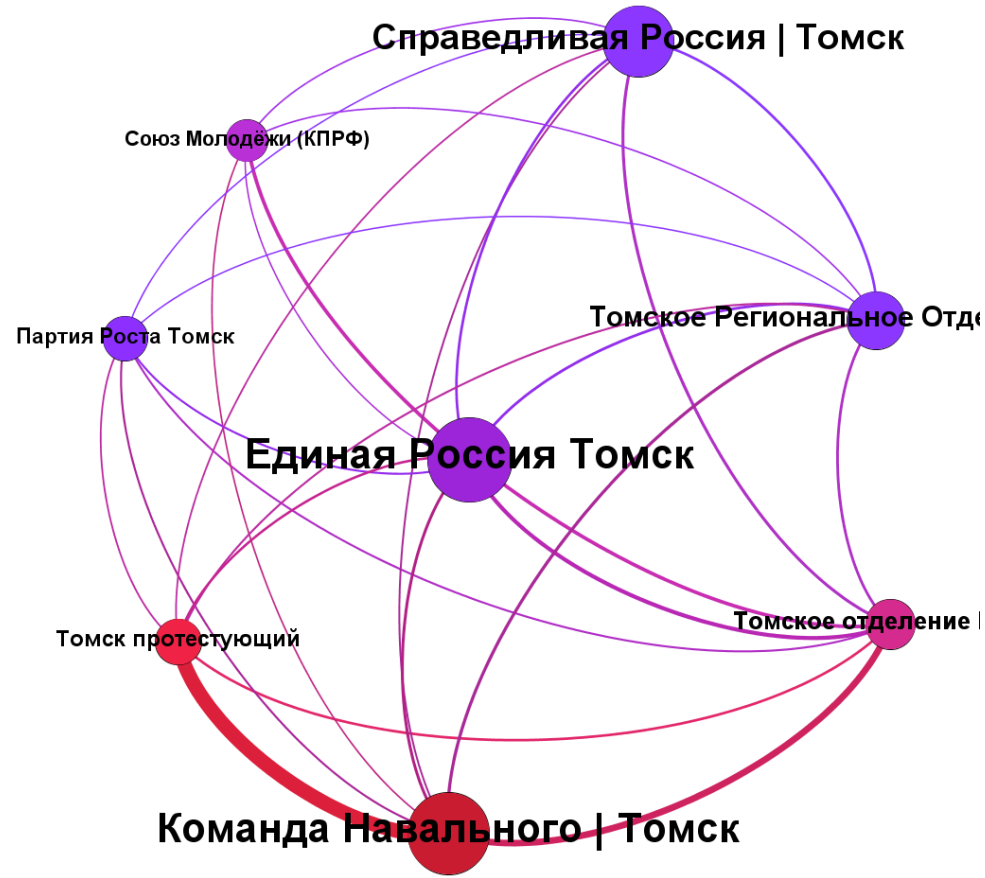 Справедливая Россия | Томск
Союз Молодёжи (КПРФ)
Томское Региональное Отде
Партия Роста Томск
Единая Россия Томск
Томское отделение
Томск протестующий
Команда Навального | Томск